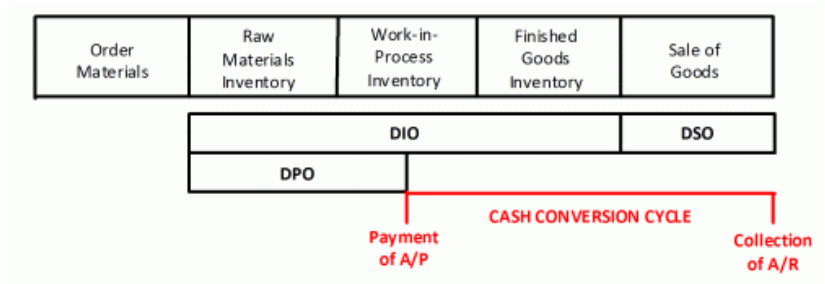 Order
Materials
Raw
Materials
Inventory
Work-in-
Process
Inventory
Finished
Goods
Inventory
Sale of
Goods
DIO
DSO
DPO
CASH CONVERSION CYCLE
Payment
of A/P
Collection
of A/R